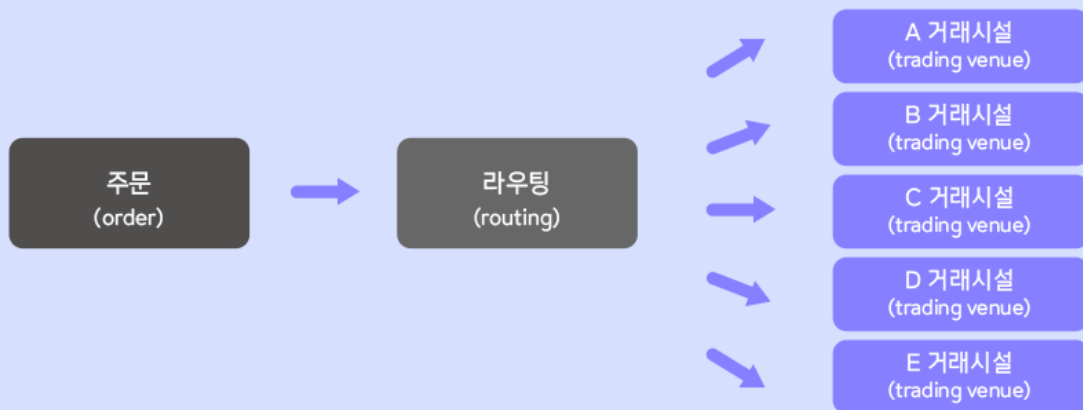 주문
(order)
라우팅
(routing)
A 거래시설
(trading venue)
B 거래시설
(trading venue)
C 거래시설
(trading venue)
D 거래시설
(trading venue)
E 거래시설
(trading venue)